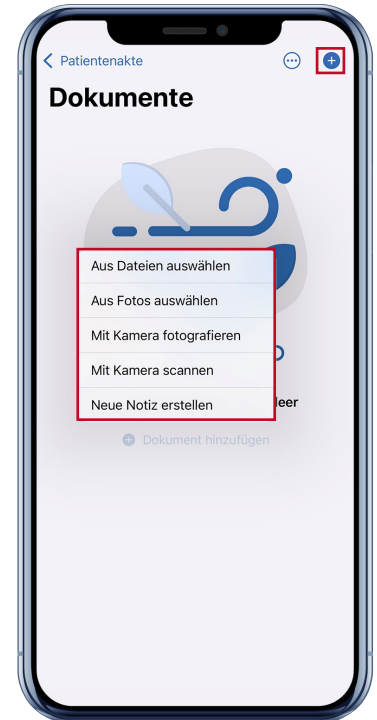 Patientenakte
Dokumente
Aus Dateien auswählen
Aus Fotos auswählen
Mit Kamera fotografieren
Mit Kamera scannen
Neue Notiz erstellen
leer
Dokument hinzufügen